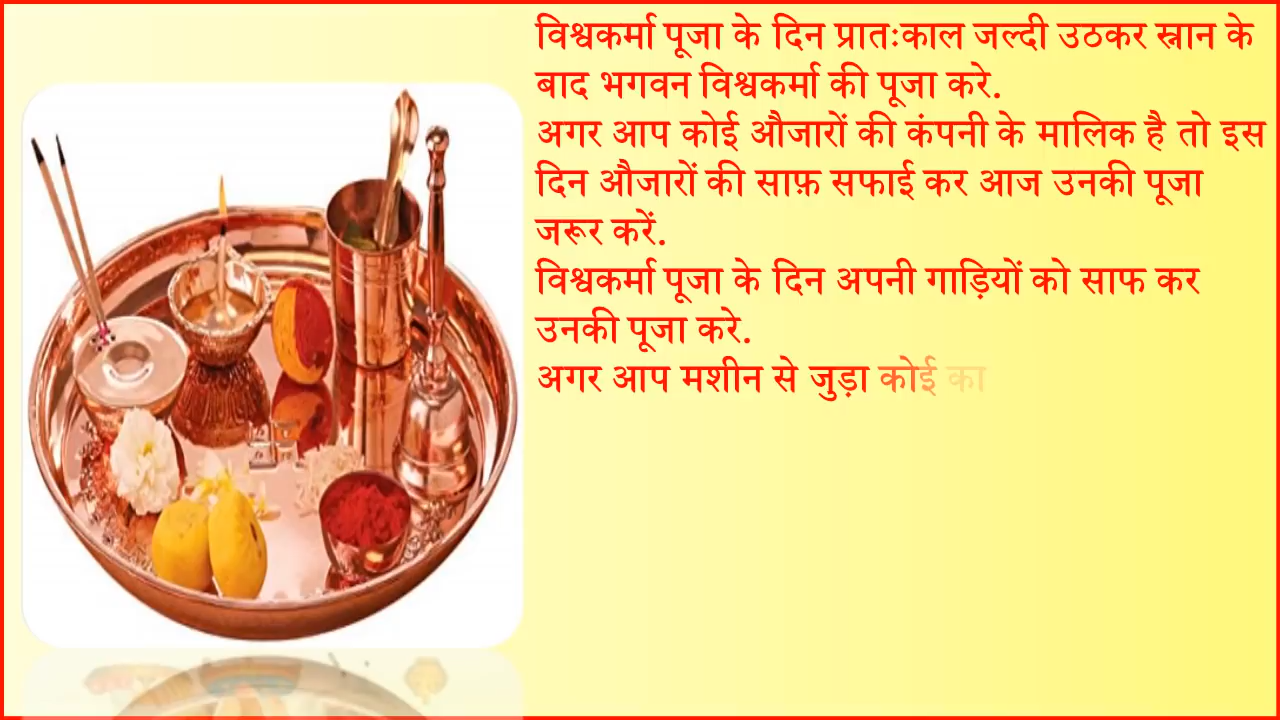 विश्वकर्मा पूजा के दिन प्रातःकाल जल्दी उठकर स्नान के
बाद भगवन विश्वकर्मा की पूजा करे.
अगर आप कोई औजारों की कंपनी के मालिक है तो इस
दिन औजारों की साफ़ सफाई कर आज उनकी पूजा
जरूर करें.
विश्वकर्मा पूजा के दिन अपनी गाड़ियों को साफ कर
उनकी पूजा करे.
अगर आप मशीन से जुड़ा कोई का